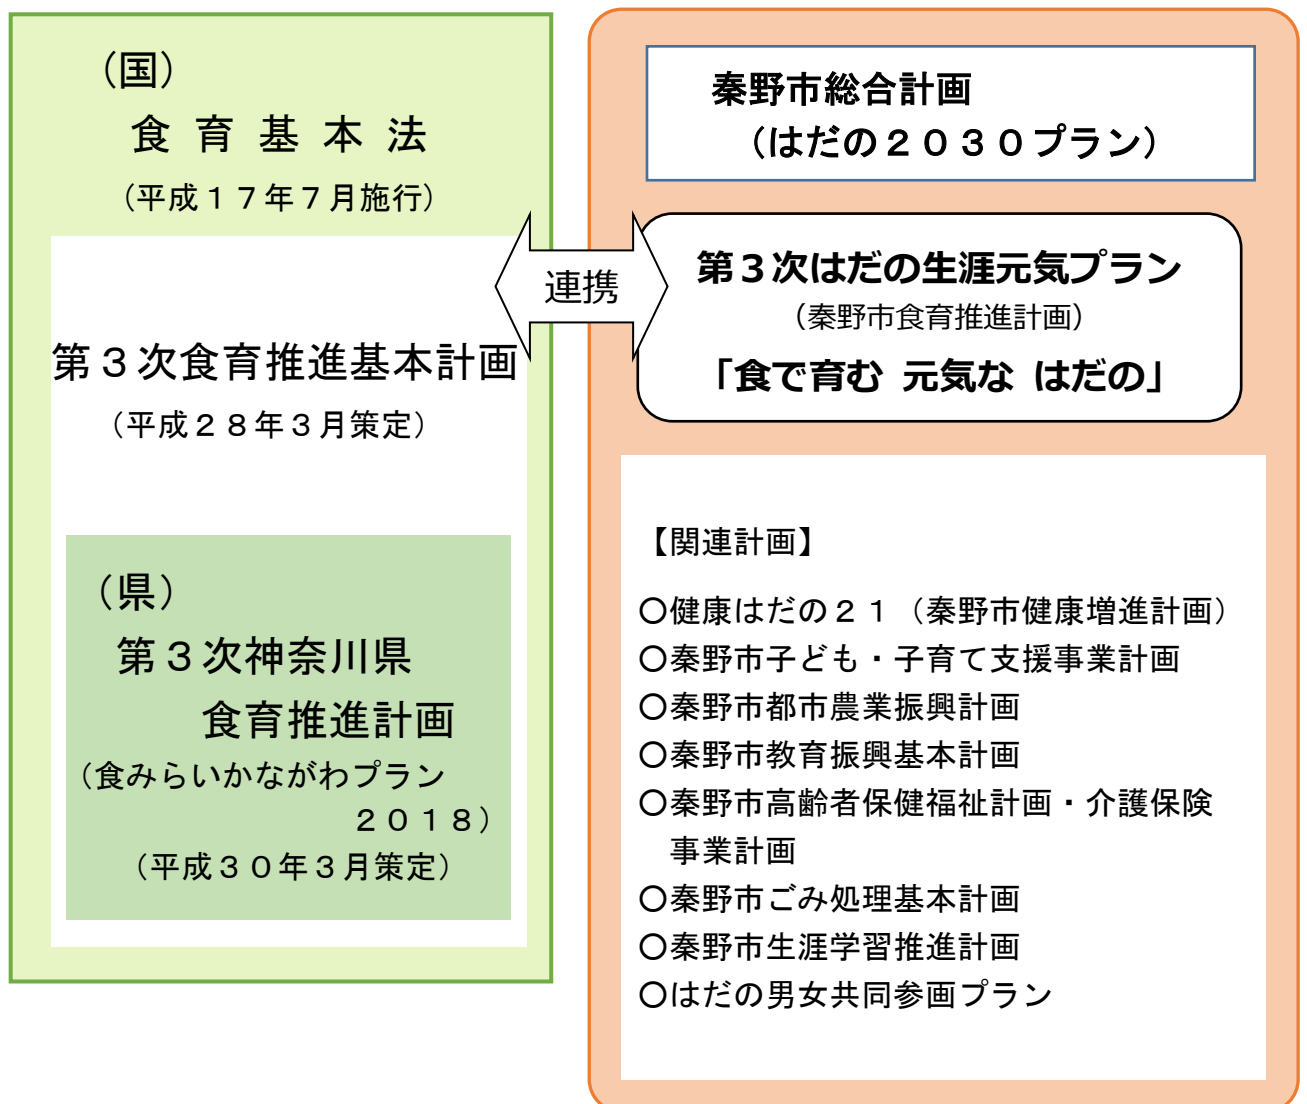 （国）
食 育 基 本 法
（平成１７年７月施行）
第３次食育推進基本計画
（平成２８年３月策定）
（県）
第３次神奈川県
食育推進計画
（食みらいかながわプラン
２０１８）
（平成３０年３月策定）
連携
秦野市総合計画
（はだの２０３０プラン）
第３次はだの生涯元気プラン
（秦野市食育推進計画）
「食で育む 元気な はだの」
【関連計画】
〇健康はだの２１（秦野市健康増進計画）
〇秦野市子ども・子育て支援事業計画
〇秦野市都市農業振興計画
〇秦野市教育振興基本計画
〇秦野市高齢者保健福祉計画・介護保険
事業計画
〇秦野市ごみ処理基本計画
〇秦野市生涯学習推進計画
〇はだの男女共同参画プラン